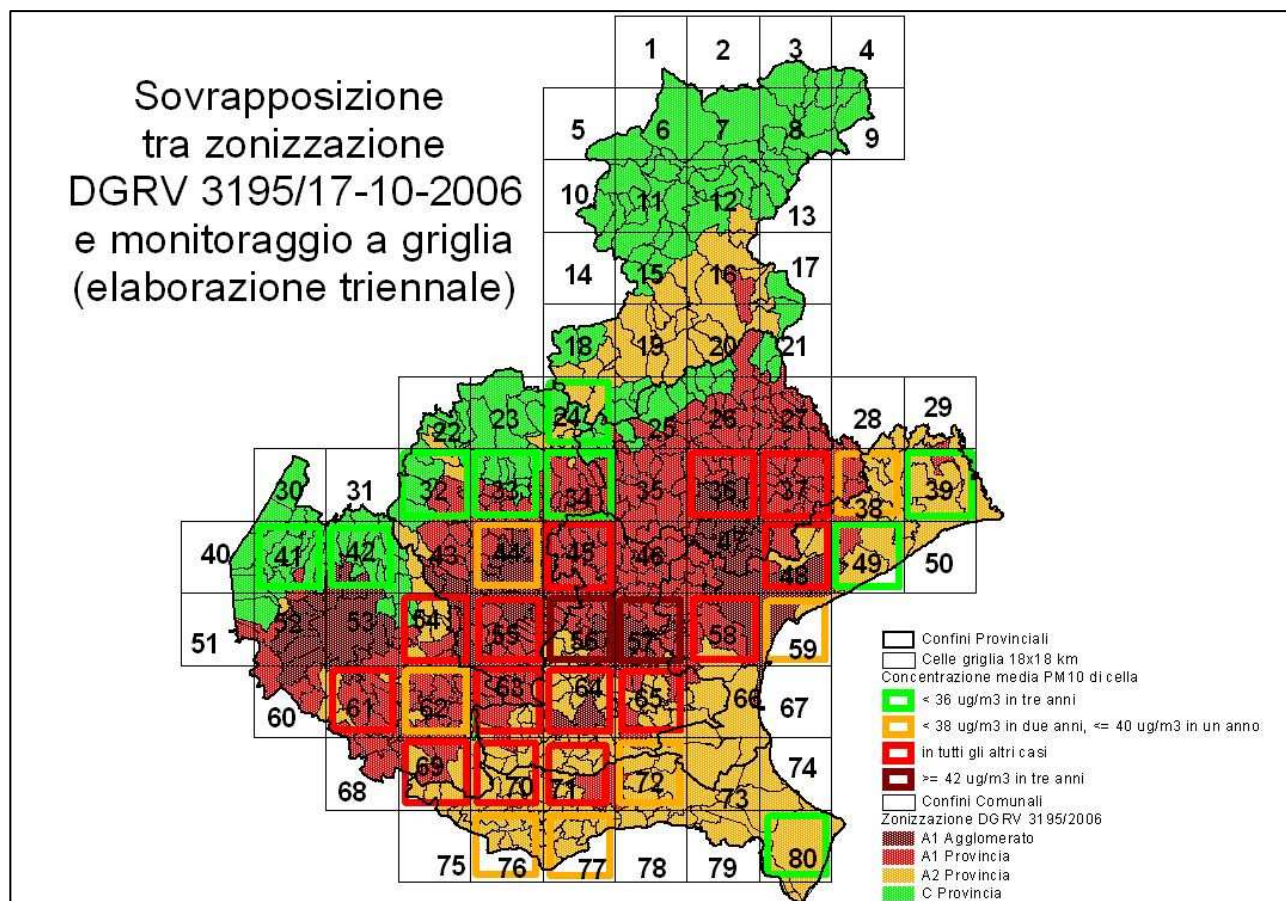 Sovrapposizione
tra zonizzazione
DGRV 3195/17-10-2006
e monitoraggio a griglia
(elaborazione triennale)
1 2 3 4
5 6 7 8 9
10 11 12 13
14 15 16 17
18 19 20 21
22 23 24 25 26 27 28 29
30 31 32 33 34 35 36 37 38 39
40 41 42 43 44 45 46 47 48 49 50
51 52 53 54 55 56 57 58 59
60 61 62 63 64 65 66 67
68 69 70 71 72 73 74
75 76 77 78 79 80
Confini Provinciali
Celle griglia 18x18 km
Concentrazione media PM10 di cella
< 36 ug/m3 in tre anni
< 38 ug/m3 in due anni, <= 40 ug/m3 in un anno
in tutti gli altri casi
>= 42 ug/m3 in tre anni
Confini Comunali
Zonizzazione DGRV 3195/2006
A1 Agglomerato
A1 Provincia
A2 Provincia
C Provincia